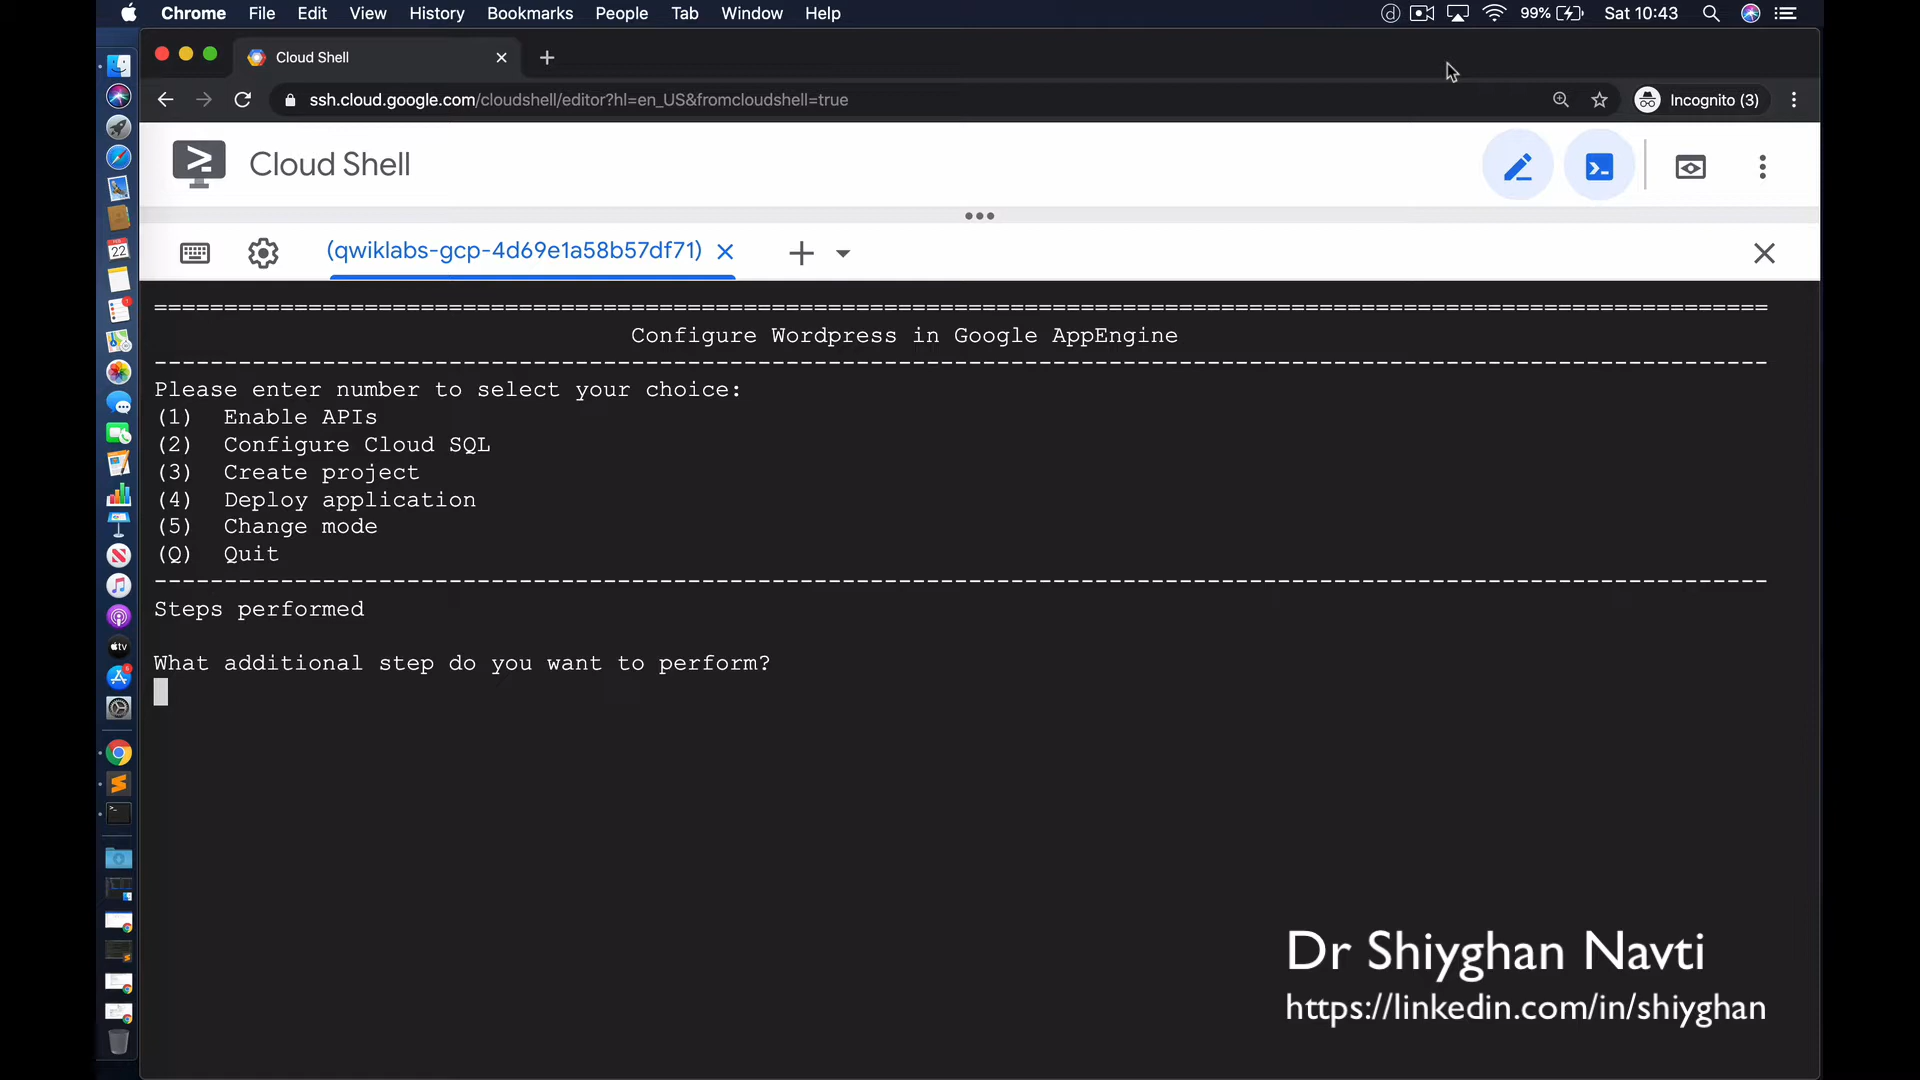 Chrome File Edit View History Bookmarks People Tab Window Help 99% Sat 10:43
Cloud Shell
ssh.cloud.google.com/cloudshell/editor?hl=en_US&fromcloudshell=true Incognito (3)
Cloud Shell
(qwiklabs-gcp-4d69e1a58b57df71)
===================================================================================================================
Configure Wordpress in Google AppEngine
-------------------------------------------------------------------------------------------------------------------
Please enter number to select your choice:
(1) Enable APIs
(2) Configure Cloud SQL
(3) Create project
(4) Deploy application
(5) Change mode
(Q) Quit
-------------------------------------------------------------------------------------------------------------------
Steps performed
What additional step do you want to perform?
Dr Shiyghan Navti
https://linkedin.com/in/shiyghan